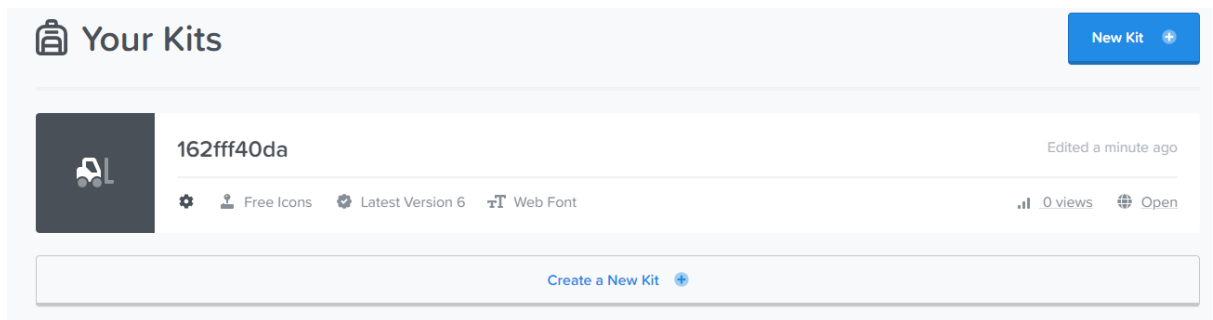 Your Kits
New Kit
162fff40da
Edited a minute ago
Free Icons Latest Version 6 Web Font
0 views Open
Create a New Kit